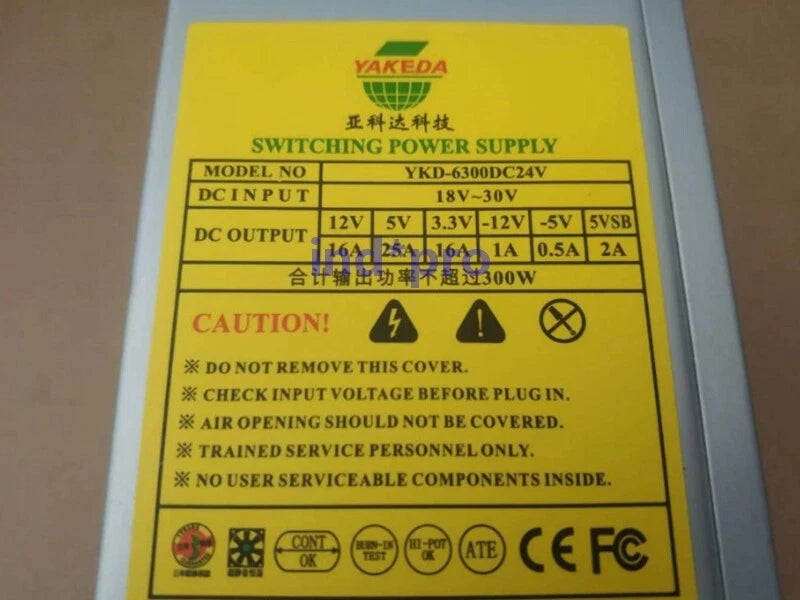 YAKEDA
亚科达科技
SWITCHING POWER SUPPLY
MODEL NO YKD-6300DC24V
DC INPUT 18V~30V
DC OUTPUT 12V 5V 3.3V -12V -5V 5VSB
16A 25A 16A 1A 0.5A 2A
ind*pro
合计输出功率不超过300W
CAUTION!
※ DO NOT REMOVE THIS COVER.
※ CHECK INPUT VOLTAGE BEFORE PLUG IN.
※ AIR OPENING SHOULD NOT BE COVERED.
※ TRAINED SERVICE PERSONNEL ONLY.
※ NO USER SERVICEABLE COMPONENTS INSIDE.
CONT OK
BURN-IN TEST
HI-POT OK
ATE
CE FC